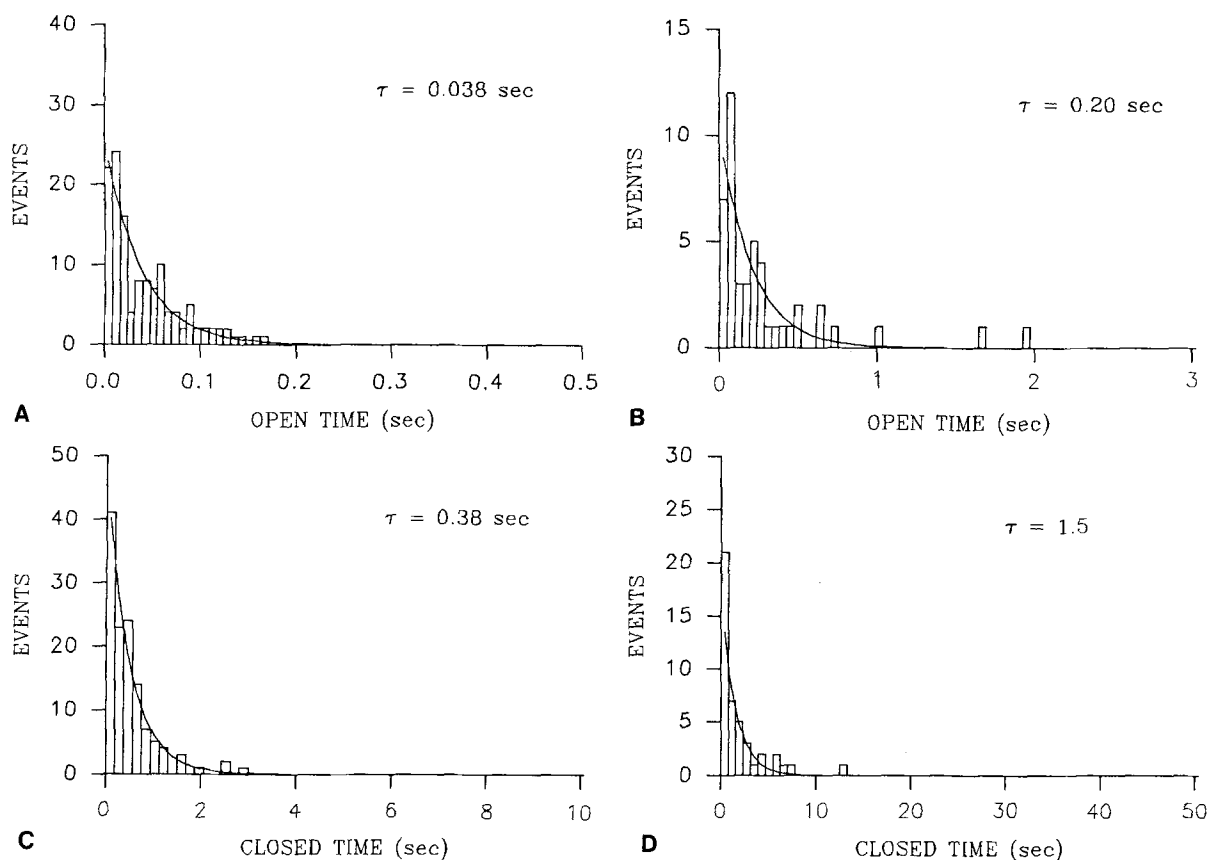 40
30
20
10
0
EVENTS
τ = 0.038 sec
0.0 0.1 0.2 0.3 0.4 0.5
A
OPEN TIME (sec)
15
10
5
0
EVENTS
τ = 0.20 sec
0 1 2 3
B
OPEN TIME (sec)
50
40
30
20
10
0
EVENTS
τ = 0.38 sec
0 2 4 6 8 10
C
CLOSED TIME (sec)
30
25
20
15
10
5
0
EVENTS
τ = 1.5
0 10 20 30 40 50
D
CLOSED TIME (sec)